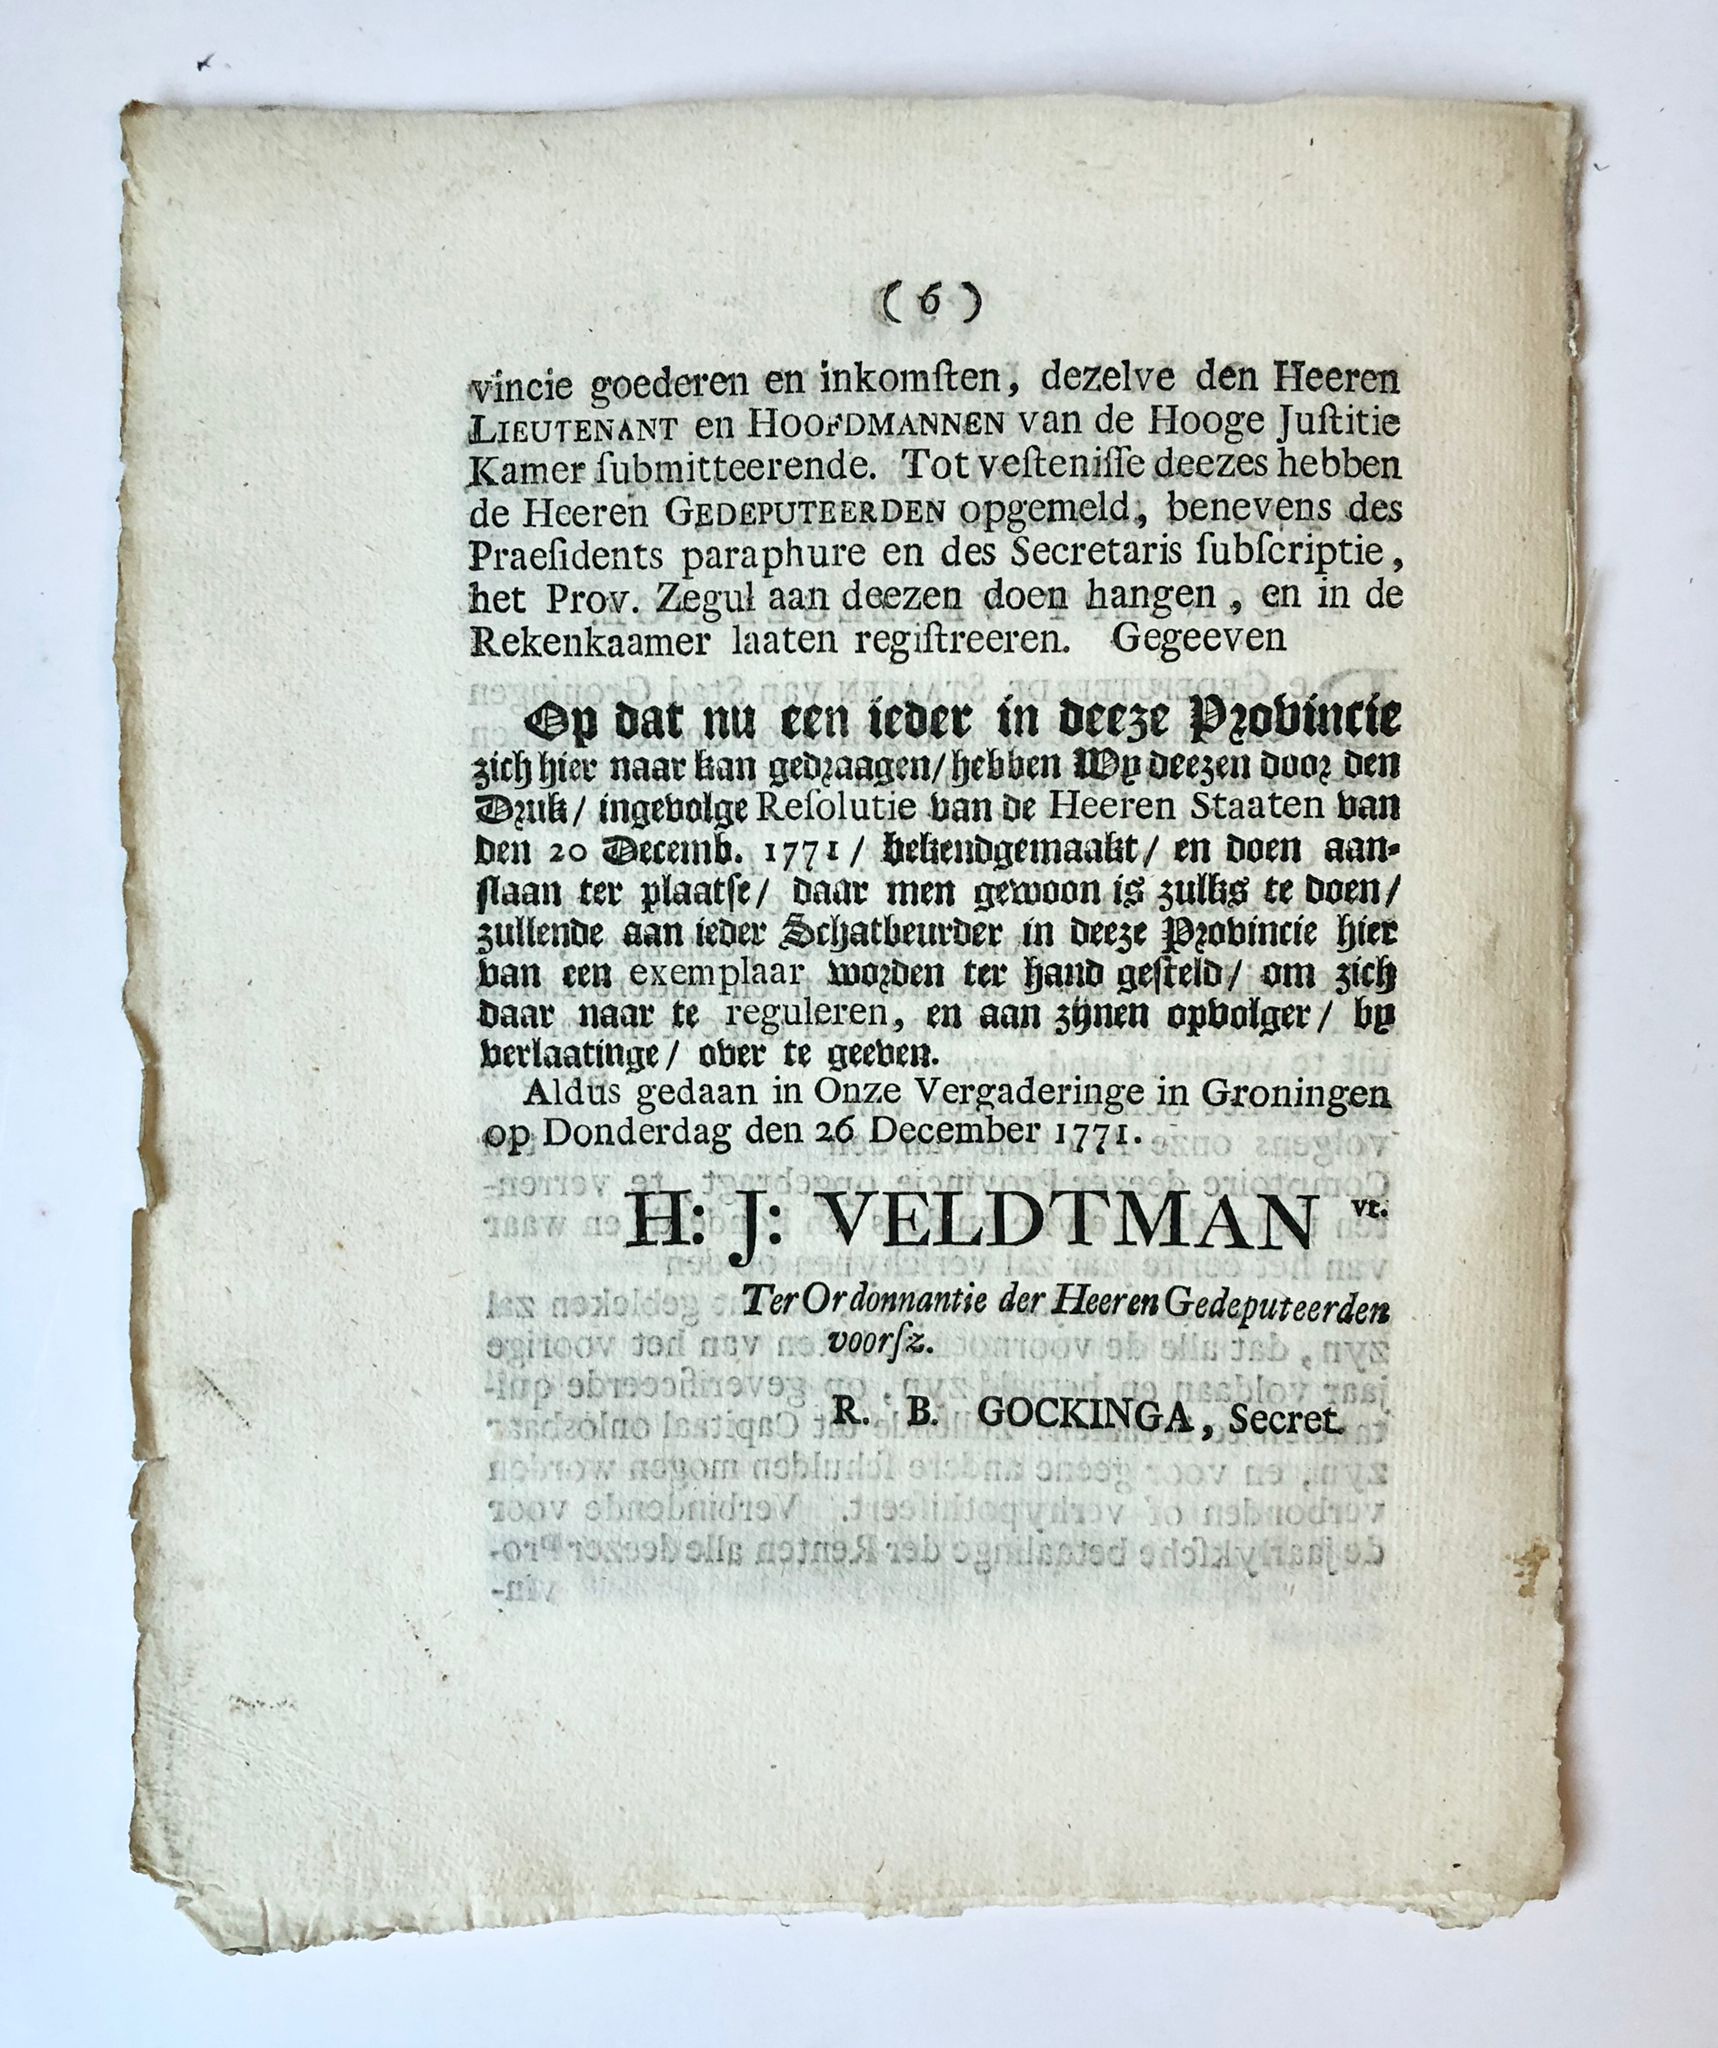 ( 6 )
vincie goederen en inkomſten, dezelve den Heeren
LIEUTENANT en HOOFDMANNEN van de Hooge Juſtitie
Kamer ſubmitteerende. Tot veſteniſſe deezes hebben
de Heeren GEDEPUTEERDEN opgemeld, benevens des
Praeſidents paraphure en des Secretaris ſubſcriptie,
het Prov. Zegul aan deezen doen hangen, en in de
Rekenkaamer laaten regiſtreeren. Gegeeven
Op dat nu een ieder in deeze Provincie
zich hier naar kan gedraagen/ hebben Wy deezen door den
Druk/ ingevolge Reſolutie van de Heeren Staaten van
den 20 Decemb. 1771/ bekendgemaakt/ en doen aan-
ſlaan ter plaatſe/ daar men gewoon is zulks te doen/
zullende aan ieder Schatbeurder in deeze Provincie hier
van een exemplaar worden ter hand geſteld/ om zich
daar naar te reguleren, en aan zijnen opvolger/ by
verlaatinge/ over te geeven.
Aldus gedaan in Onze Vergaderinge in Groningen
op Donderdag den 26 December 1771.
H: J: VELDTMAN vt.
Ter Ordonnantie der Heeren Gedeputeerden
voorſz.
R. B. GOCKINGA, Secret.